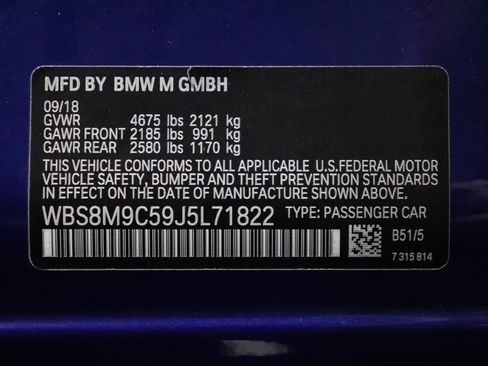 MFD BY BMW M GMBH
09/18
GVWR 4675 lbs 2121 kg
GAWR FRONT 2185 lbs 991 kg
GAWR REAR 2580 lbs 1170 kg
THIS VEHICLE CONFORMS TO ALL APPLICABLE U.S.FEDERAL MOTOR
VEHICLE SAFETY, BUMPER AND THEFT PREVENTION STANDARDS
IN EFFECT ON THE DATE OF MANUFACTURE SHOWN ABOVE.
WBS8M9C59J5L71822 TYPE: PASSENGER CAR
B51/5
7 315 814